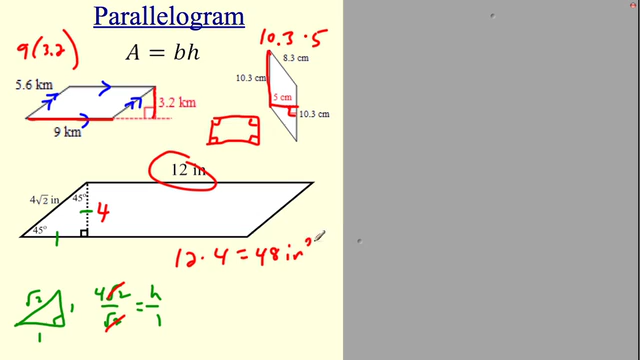 Parallelogram
9(3.2)
A = bh
10.3 · 5
5.6 km
3.2 km
9 km
8.3 cm
10.3 cm
5 cm
10.3 cm
12 in
4√2 in
45°
4
45°
12 · 4 = 48 in²
√2
1
1
4√2/√2 = h/1